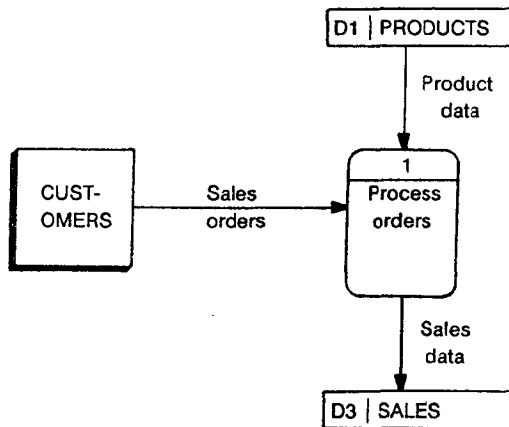 D1 | PRODUCTS
Product
data
CUST-
OMERS
Sales
orders
1
Process
orders
Sales
data
D3 | SALES